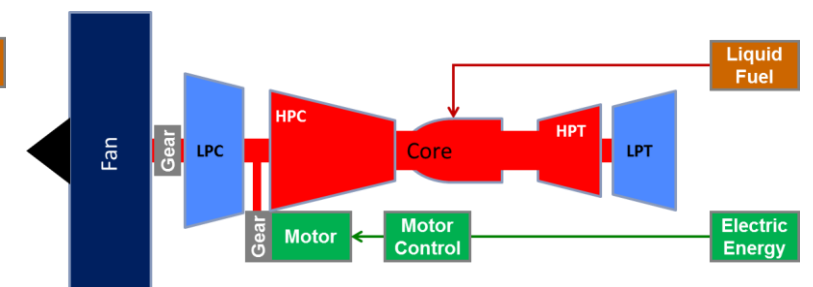 Liquid
Fuel
HPC
Fan
Gear
LPC
Core
HPT
LPT
Gear
Motor
Motor
Control
Electric
Energy